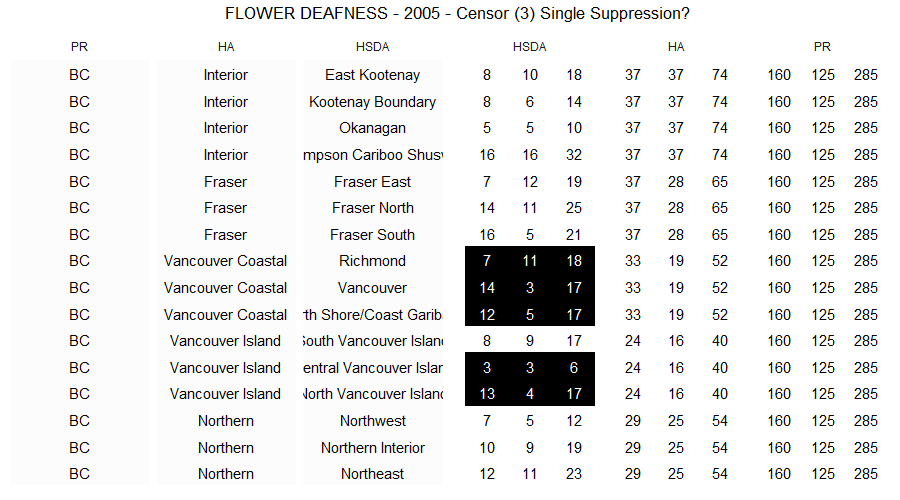 FLOWER DEAFNESS - 2005 - Censor (3) Single Suppression?
PR HA HSDA HSDA HA PR
BC Interior East Kootenay 8 10 18 37 37 74 160 125 285
BC Interior Kootenay Boundary 8 6 14 37 37 74 160 125 285
BC Interior Okanagan 5 5 10 37 37 74 160 125 285
BC Interior mpson Cariboo Shusw 16 16 32 37 37 74 160 125 285
BC Fraser Fraser East 7 12 19 37 28 65 160 125 285
BC Fraser Fraser North 14 11 25 37 28 65 160 125 285
BC Fraser Fraser South 16 5 21 37 28 65 160 125 285
BC Vancouver Coastal Richmond 7 11 18 33 19 52 160 125 285
BC Vancouver Coastal Vancouver 14 3 17 33 19 52 160 125 285
BC Vancouver Coastal rth Shore/Coast Gariba 12 5 17 33 19 52 160 125 285
BC Vancouver Island South Vancouver Island 8 9 17 24 16 40 160 125 285
BC Vancouver Island entral Vancouver Islan 3 3 6 24 16 40 160 125 285
BC Vancouver Island North Vancouver Island 13 4 17 24 16 40 160 125 285
BC Northern Northwest 7 5 12 29 25 54 160 125 285
BC Northern Northern Interior 10 9 19 29 25 54 160 125 285
BC Northern Northeast 12 11 23 29 25 54 160 125 285